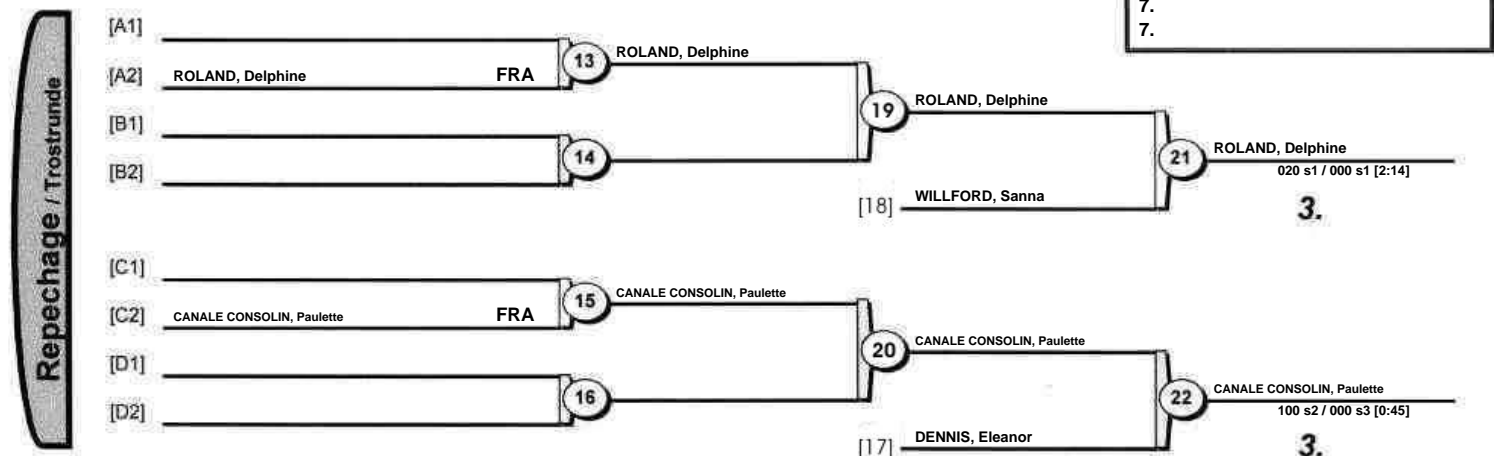 7.
7.
Repechage / Trostrunde
[A1]
[A2] ROLAND, Delphine FRA
13 ROLAND, Delphine
[B1]
[B2]
14
19 ROLAND, Delphine
[18] WILLFORD, Sanna
21 ROLAND, Delphine
020 s1 / 000 s1 [2:14]
3.
[C1]
[C2] CANALE CONSOLIN, Paulette FRA
15 CANALE CONSOLIN, Paulette
[D1]
[D2]
16
20 CANALE CONSOLIN, Paulette
[17] DENNIS, Eleanor
22 CANALE CONSOLIN, Paulette
100 s2 / 000 s3 [0:45]
3.